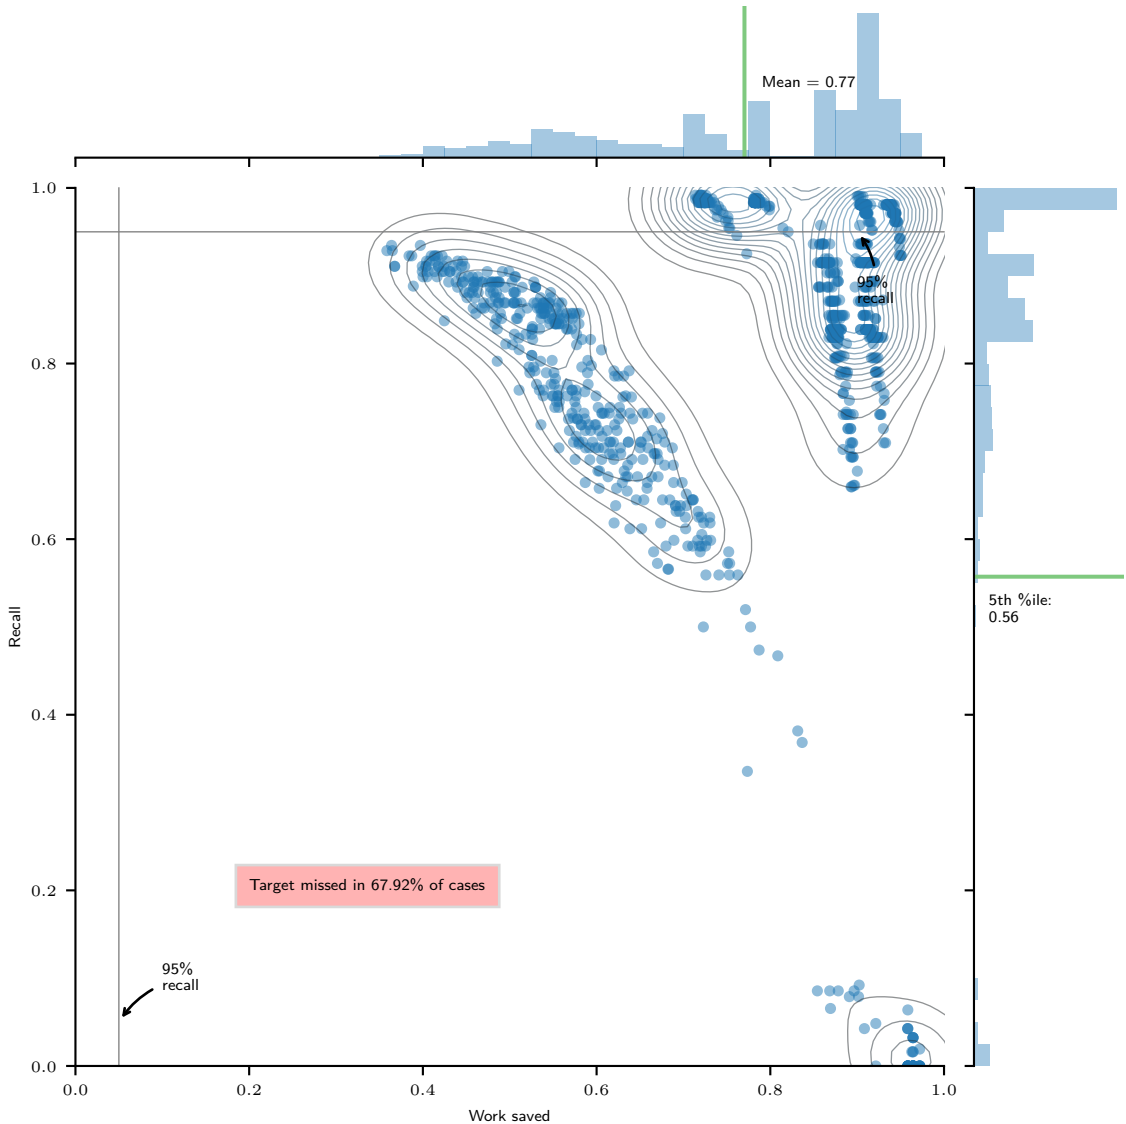 Mean = 0.77
1.0
0.8
0.6
0.4
0.2
0.0
Recall
95%
recall
5th %ile:
0.56
Target missed in 67.92% of cases
95%
recall
0.0
0.2
0.4
0.6
0.8
1.0
Work saved